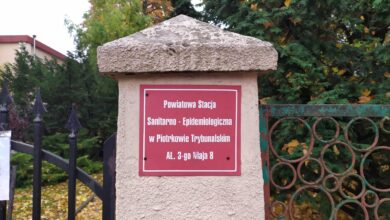 Powiatowa Stacja
Sanitarno - Epidemiologiczna
w Piotrkowie Trybunalskim
AL. 3-go Maja 8